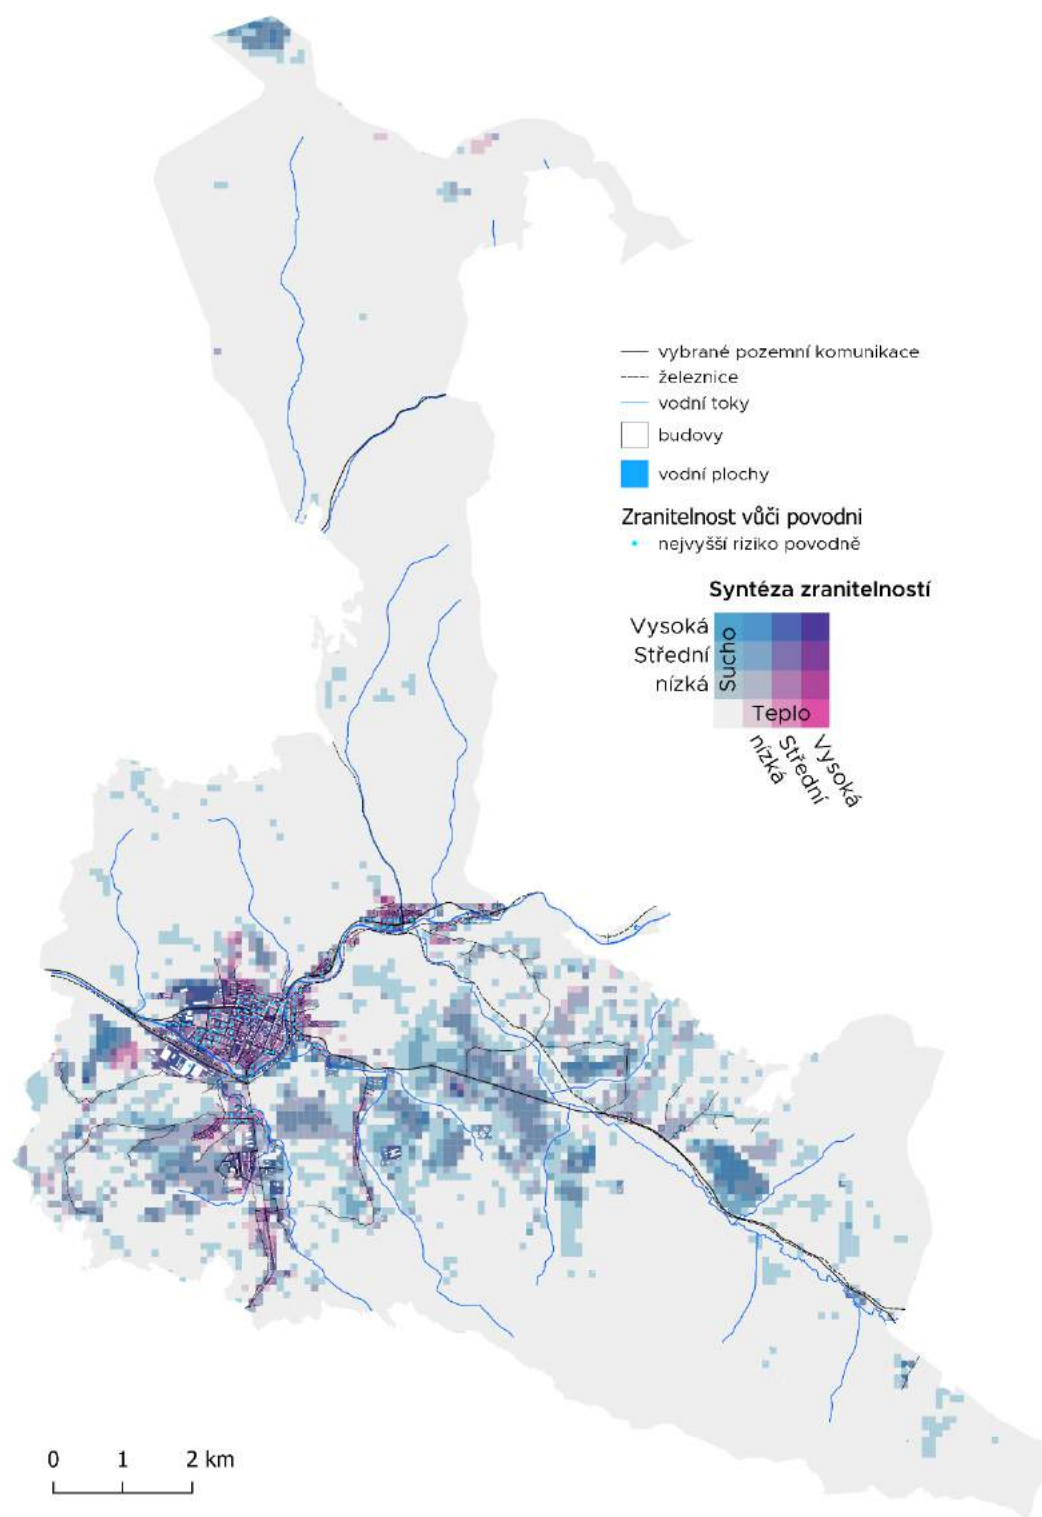 vybrané pozemní komunikace
železnice
vodní toky
budovy
vodní plochy
Zranitelnost vůči povodni
nejvyšší riziko povodně
Syntéza zranitelností
Vysoká
Střední
nízká
Sucho
Teplo
nízká
Střední
Vysoká
0 1 2 km